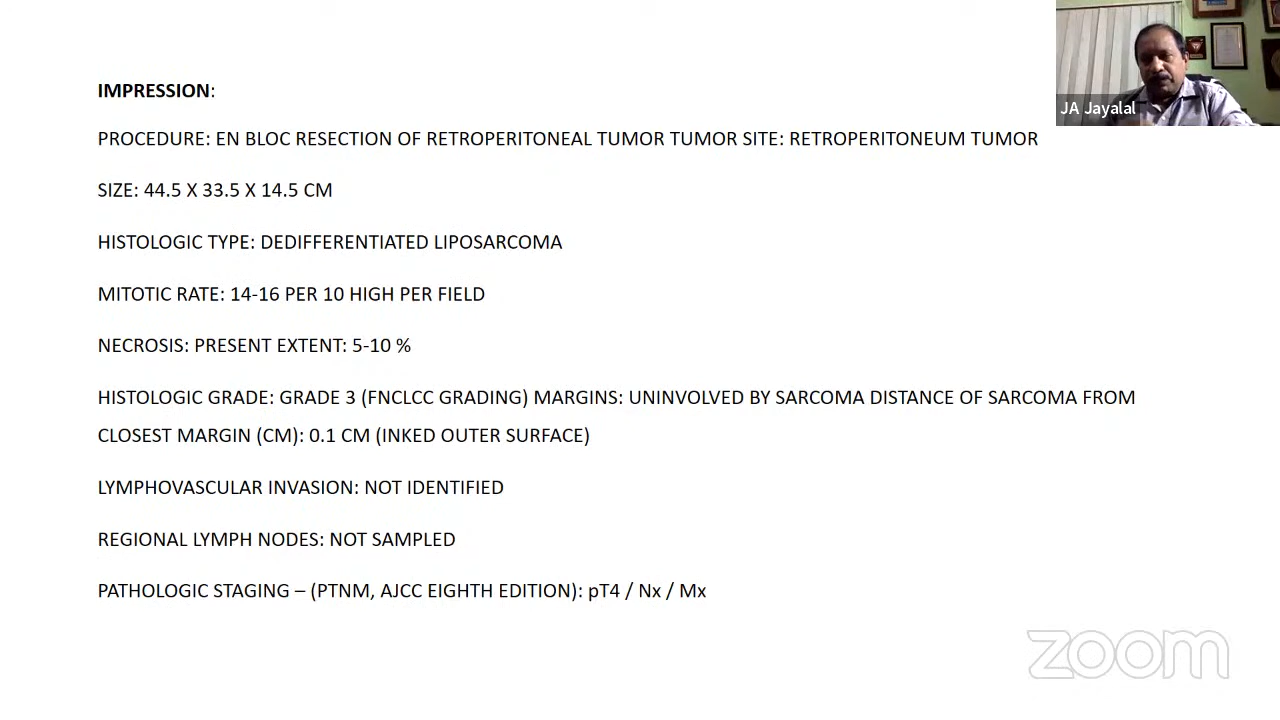 IMPRESSION:
JA Jayalal
PROCEDURE: EN BLOC RESECTION OF RETROPERITONEAL TUMOR TUMOR SITE: RETROPERITONEUM TUMOR
SIZE: 44.5 X 33.5 X 14.5 CM
HISTOLOGIC TYPE: DEDIFFERENTIATED LIPOSARCOMA
MITOTIC RATE: 14-16 PER 10 HIGH PER FIELD
NECROSIS: PRESENT EXTENT: 5-10 %
HISTOLOGIC GRADE: GRADE 3 (FNCLCC GRADING) MARGINS: UNINVOLVED BY SARCOMA DISTANCE OF SARCOMA FROM
CLOSEST MARGIN (CM): 0.1 CM (INKED OUTER SURFACE)
LYMPHOVASCULAR INVASION: NOT IDENTIFIED
REGIONAL LYMPH NODES: NOT SAMPLED
PATHOLOGIC STAGING – (PTNM, AJCC EIGHTH EDITION): pT4 / Nx / Mx
zoom